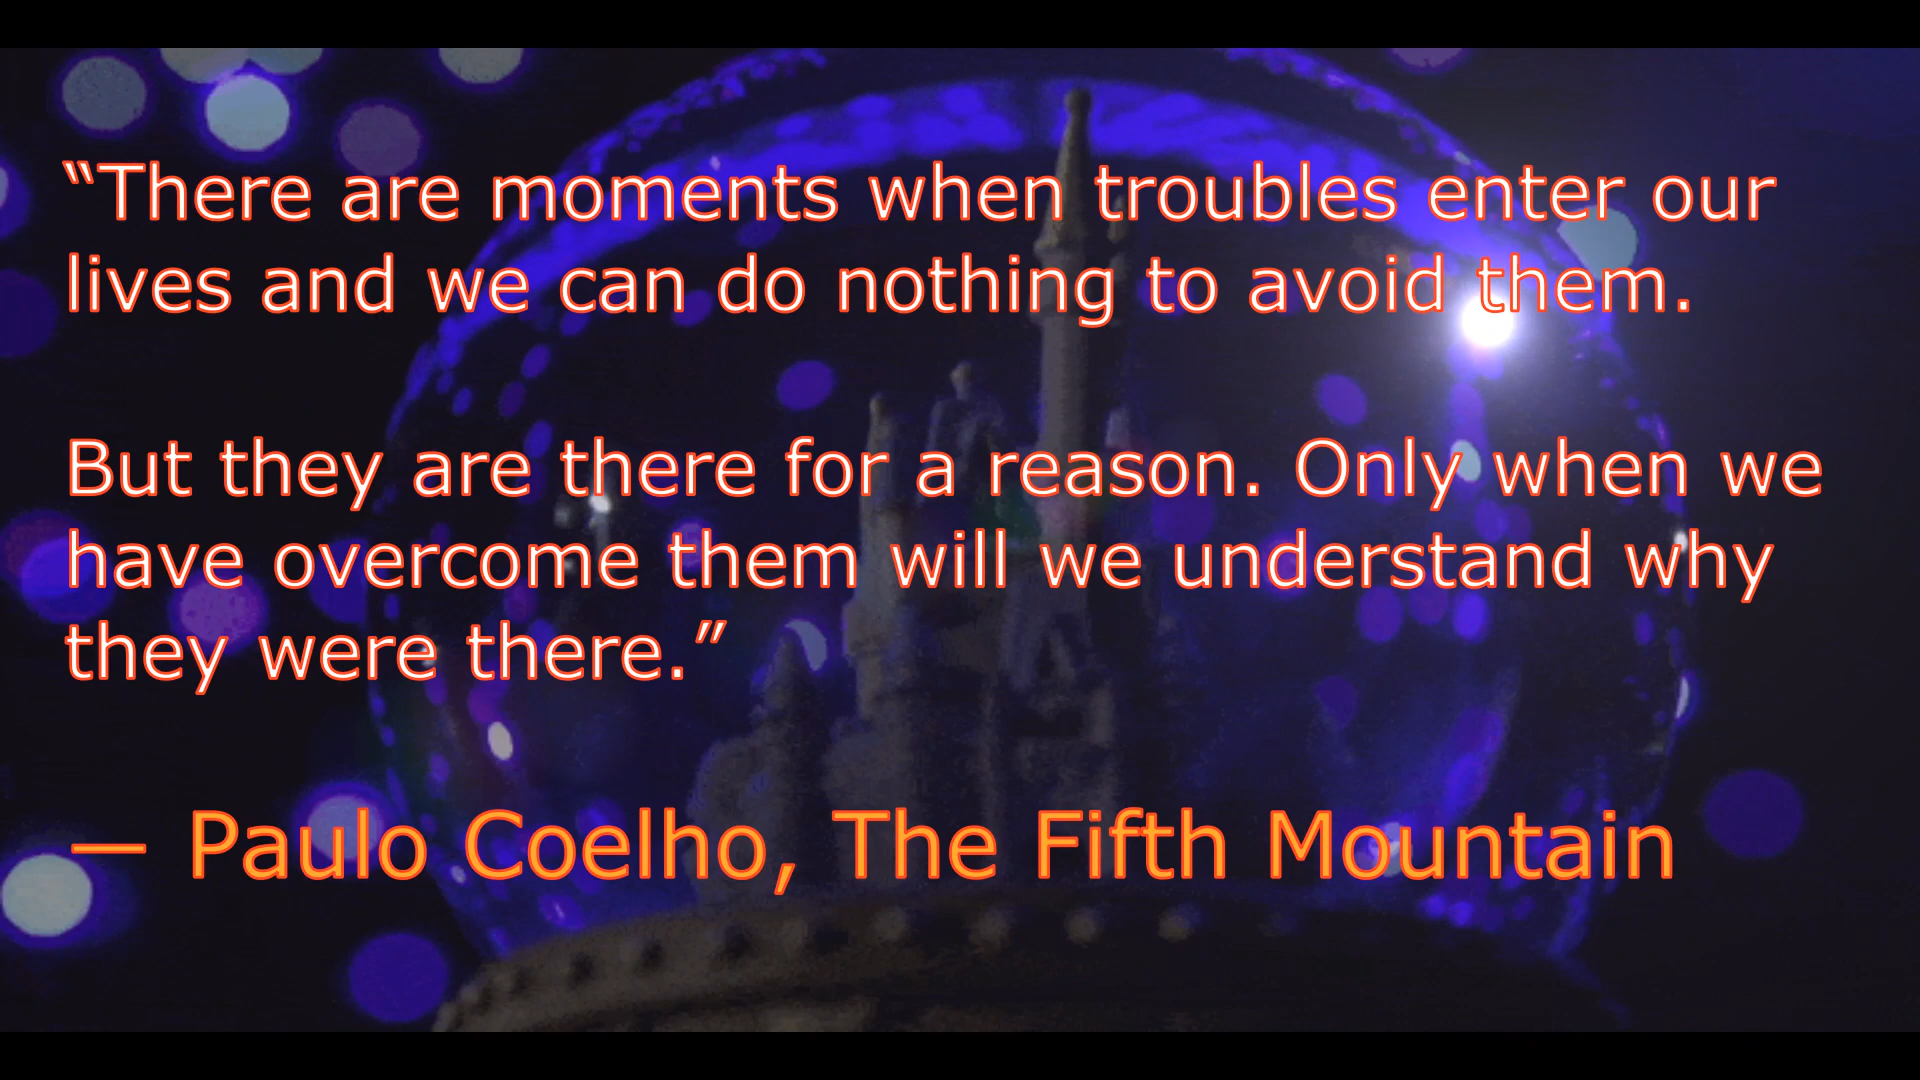 “There are moments when troubles enter our
lives and we can do nothing to avoid them.
But they are there for a reason. Only when we
have overcome them will we understand why
they were there.”
— Paulo Coelho, The Fifth Mountain